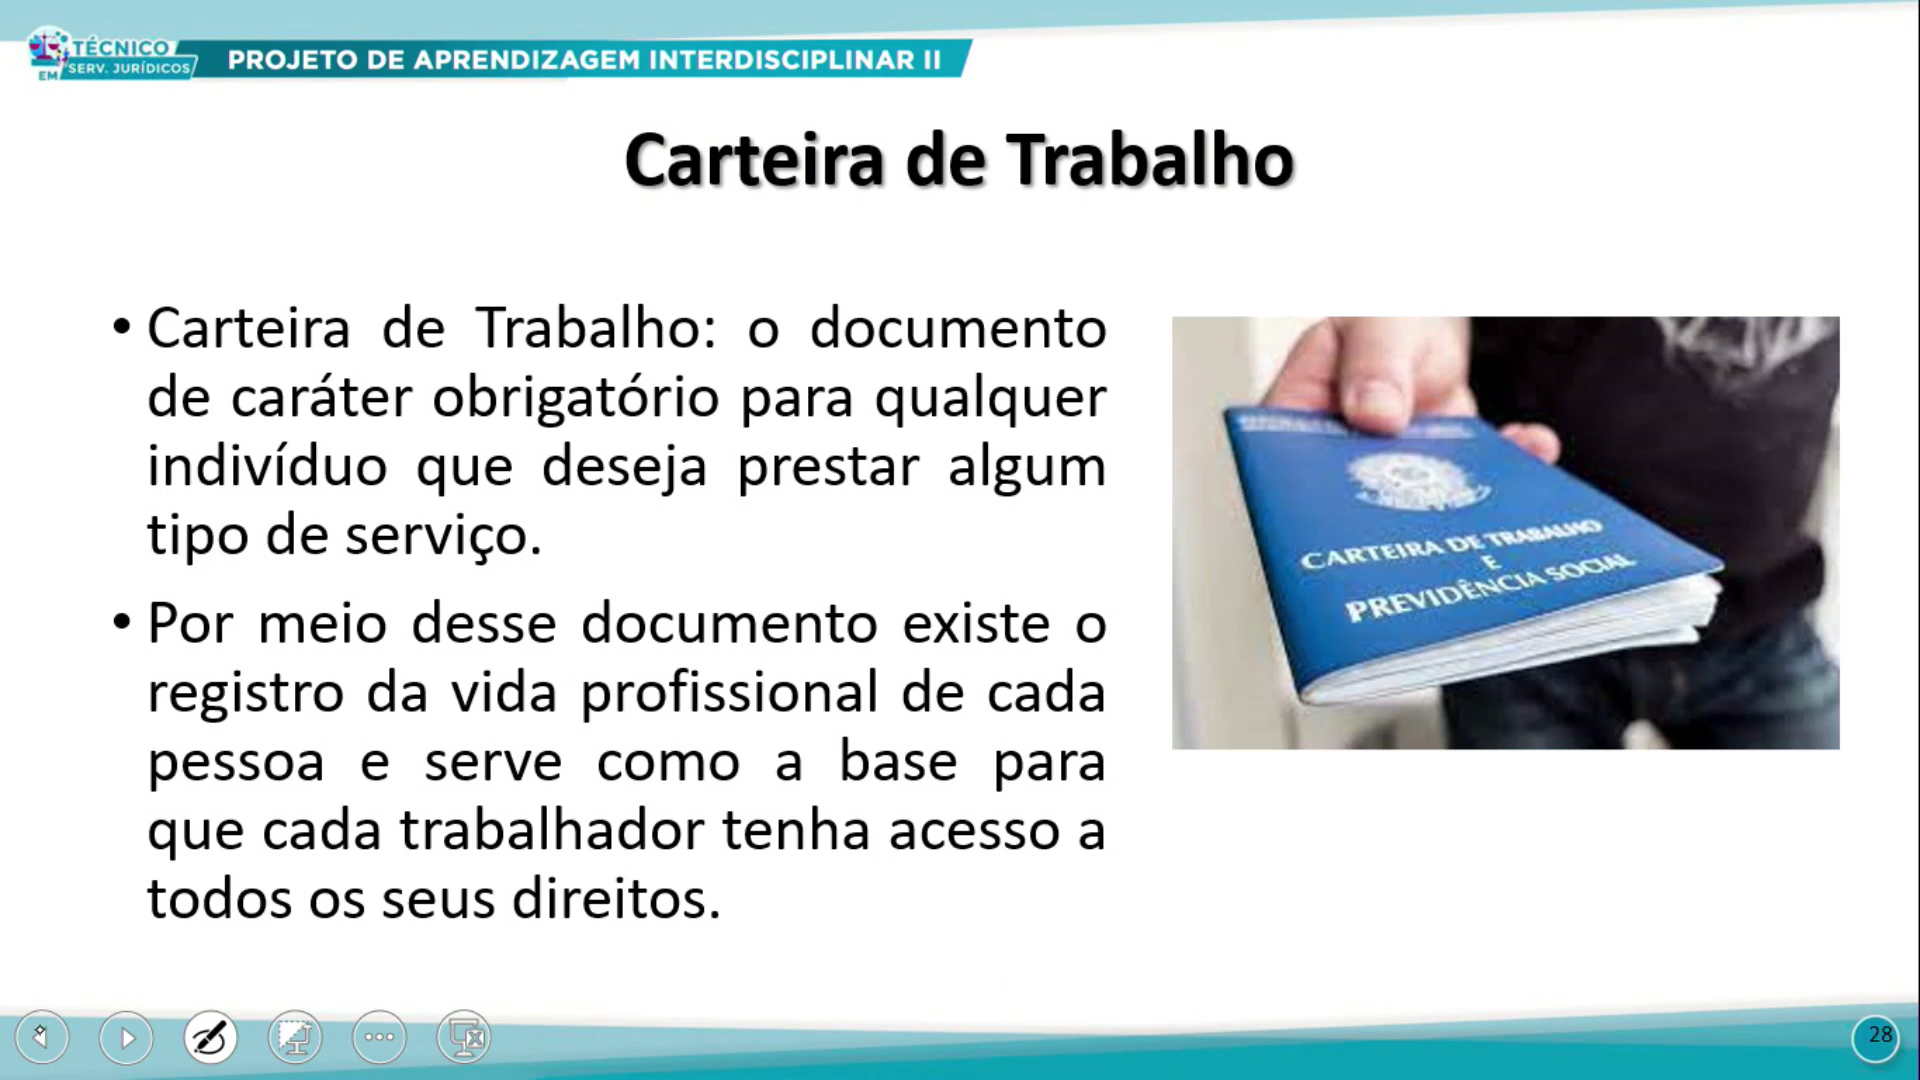 TÉCNICO
EM SERV. JURÍDICOS
PROJETO DE APRENDIZAGEM INTERDISCIPLINAR II
Carteira de Trabalho
• Carteira de Trabalho: o documento
de caráter obrigatório para qualquer
indivíduo que deseja prestar algum
tipo de serviço.
• Por meio desse documento existe o
registro da vida profissional de cada
pessoa e serve como a base para
que cada trabalhador tenha acesso a
todos os seus direitos.
CARTEIRA DE TRABALHO
E
PREVIDÊNCIA SOCIAL
28